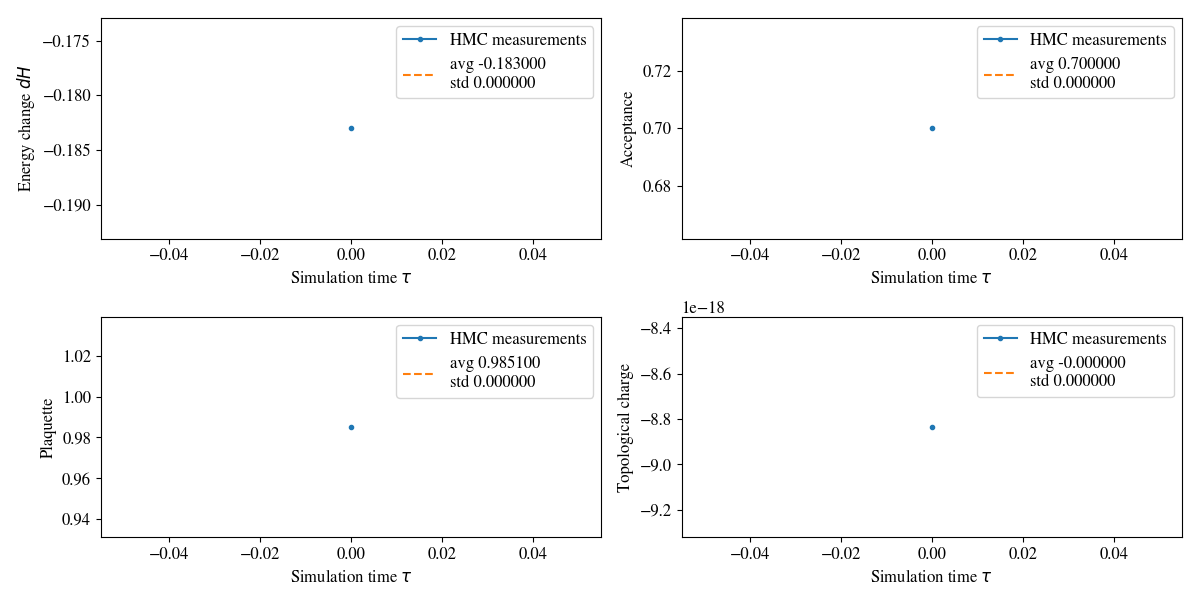 HMC measurements
avg -0.183000
std 0.000000
−0.175
−0.180
−0.185
−0.190
Energy change dH
−0.04
−0.02
0.00
0.02
0.04
Simulation time τ
HMC measurements
avg 0.700000
std 0.000000
0.72
0.70
0.68
Acceptance
−0.04
−0.02
0.00
0.02
0.04
Simulation time τ
HMC measurements
avg 0.985100
std 0.000000
1.02
1.00
0.98
0.96
0.94
Plaquette
−0.04
−0.02
0.00
0.02
0.04
Simulation time τ
1e−18
HMC measurements
avg -0.000000
std 0.000000
−8.4
−8.6
−8.8
−9.0
−9.2
Topological charge
−0.04
−0.02
0.00
0.02
0.04
Simulation time τ